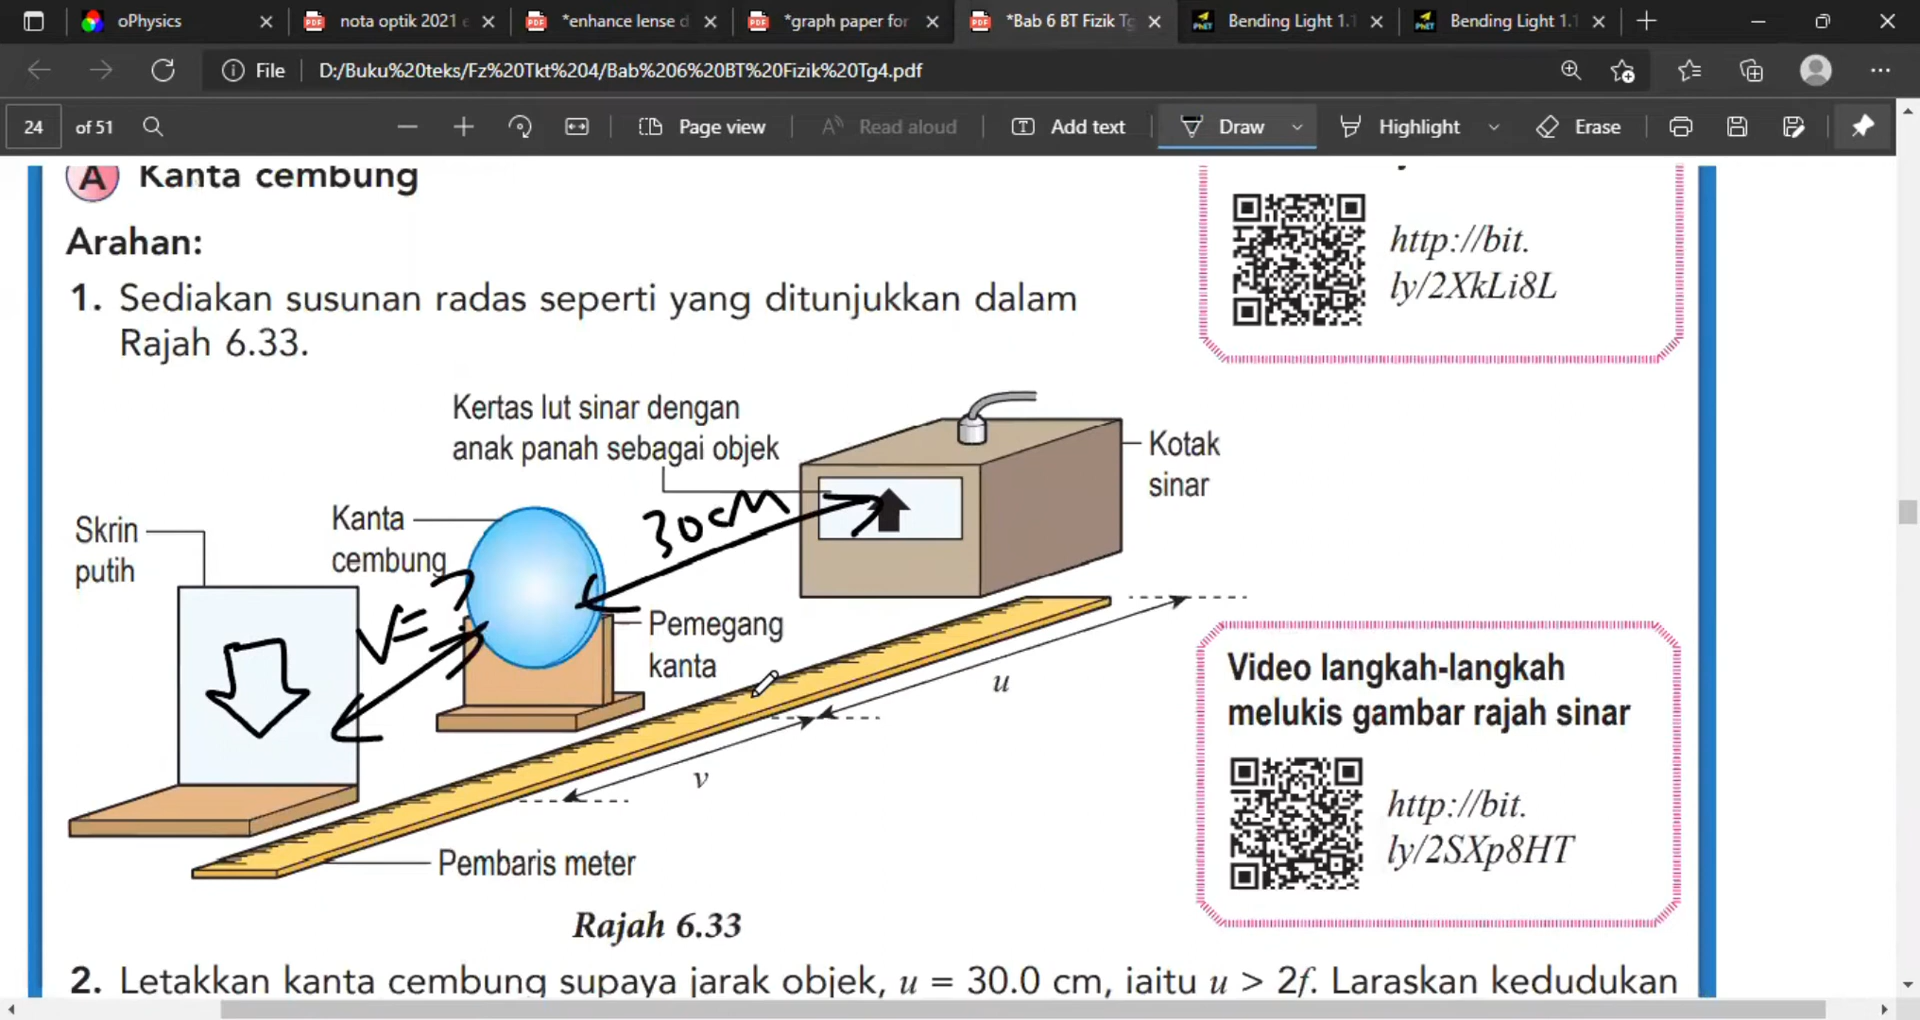 oPhysics
nota optik 2021
*enhance lense d
*graph paper for
*Bab 6 BT Fizik Tg
Bending Light 1.1
Bending Light 1.1
File
D:/Buku%20teks/Fz%20Tkt%204/Bab%206%20BT%20Fizik%20Tg4.pdf
24 of 51
Page view
Read aloud
Add text
Draw
Highlight
Erase
A Kanta cembung
Arahan:
1. Sediakan susunan radas seperti yang ditunjukkan dalam
Rajah 6.33.
http://bit.
ly/2XkLi8L
Kertas lut sinar dengan
anak panah sebagai objek
Kotak
sinar
30cm
Kanta
cembung
Skrin
putih
V=?
Pemegang
kanta
u
v
Pembaris meter
Rajah 6.33
Video langkah-langkah
melukis gambar rajah sinar
http://bit.
ly/2SXp8HT
2. Letakkan kanta cembung supaya jarak objek, u = 30.0 cm, iaitu u > 2f. Laraskan kedudukan